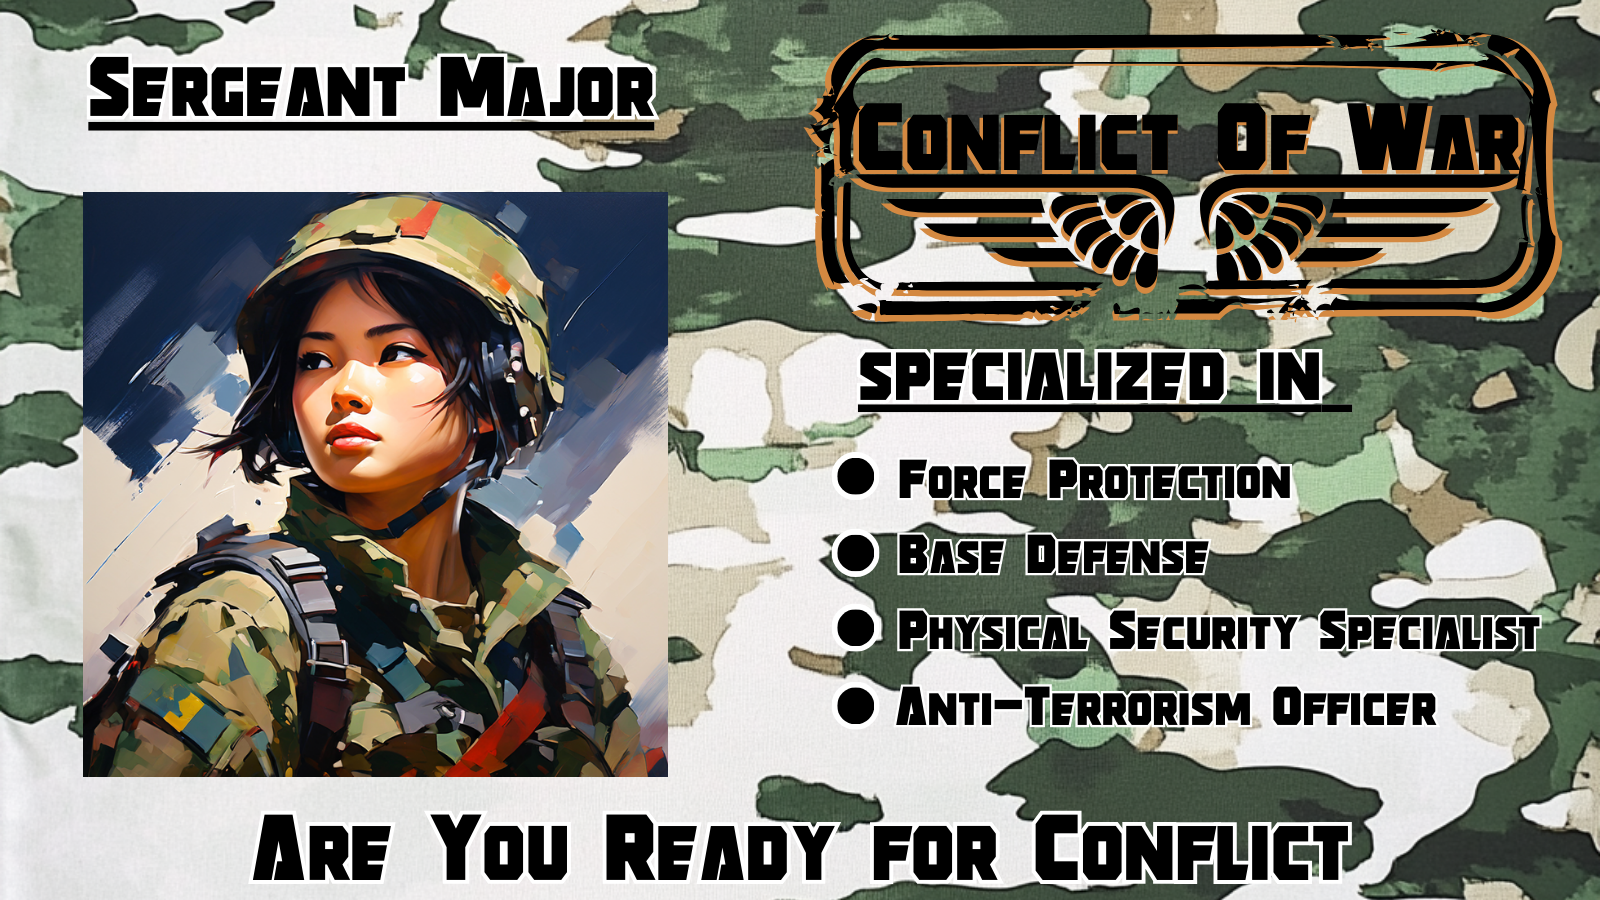 Sergeant Major
Conflict Of War
SPECIALIZED IN
● Force Protection
● Base Defense
● Physical Security Specialist
● Anti-Terrorism Officer
Are You Ready for Conflict